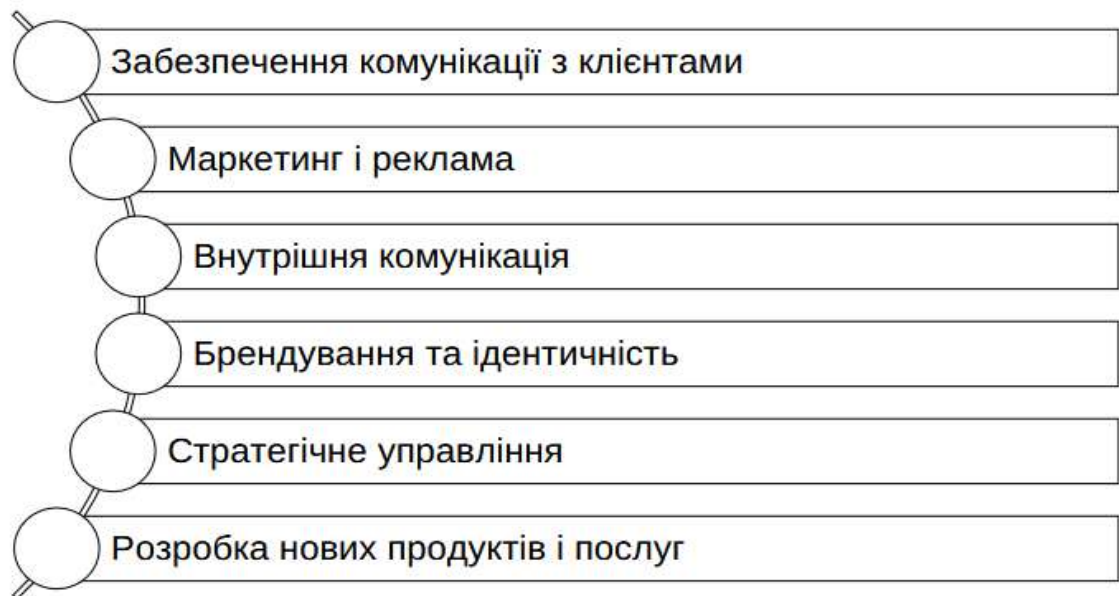 Забезпечення комунікації з клієнтами
Маркетинг і реклама
Внутрішня комунікація
Брендування та ідентичність
Стратегічне управління
Розробка нових продуктів і послуг